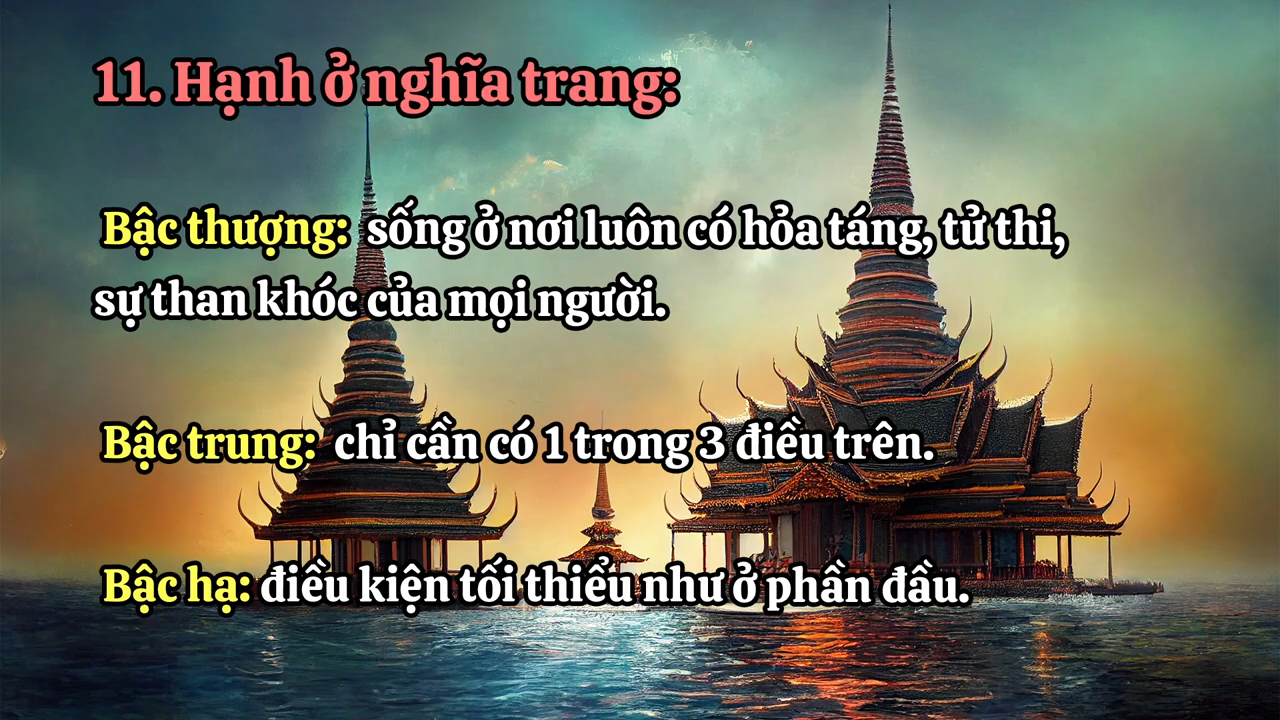 11. Hạnh ở nghĩa trang:
Bậc thượng: sống ở nơi luôn có hỏa táng, tử thi,
sự than khóc của mọi người.
Bậc trung: chỉ cần có 1 trong 3 điều trên.
Bậc hạ: điều kiện tối thiểu như ở phần đầu.